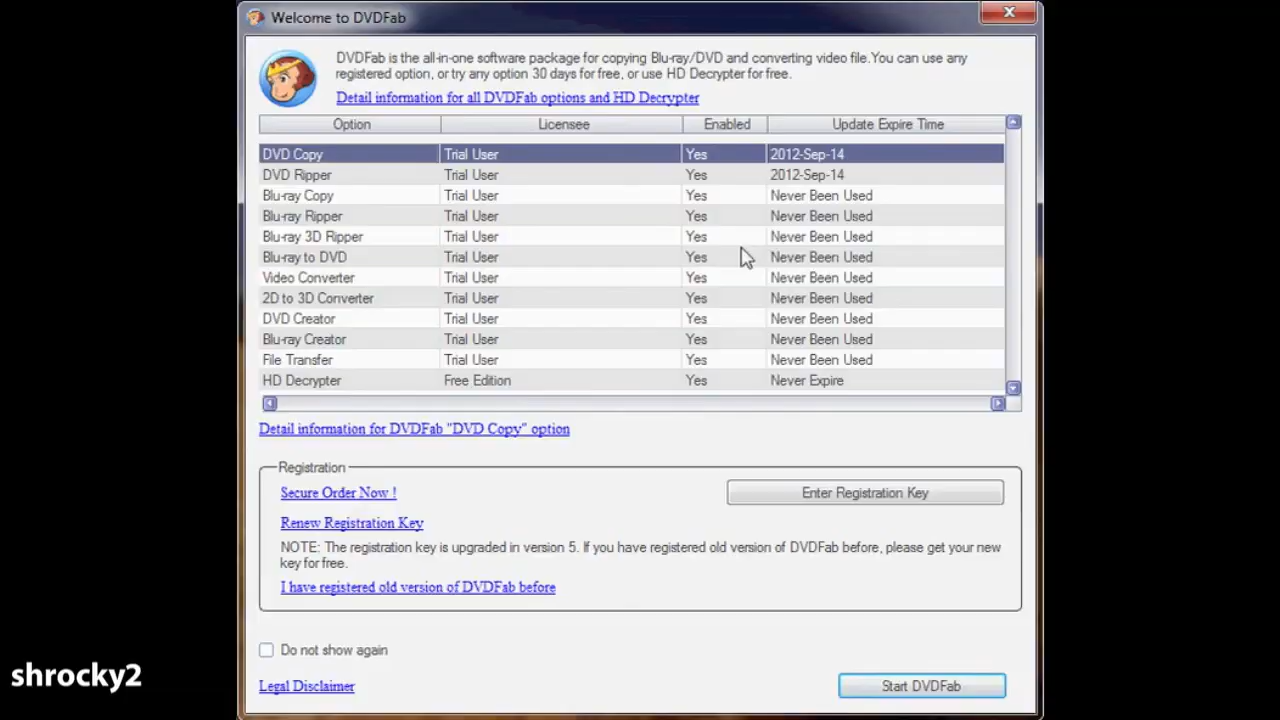 Welcome to DVDFab
DVDFab is the all-in-one software package for copying Blu-ray/DVD and converting video file.You can use any
registered option, or try any option 30 days for free, or use HD Decrypter for free.
Detail information for all DVDFab options and HD Decrypter
Option Licensee Enabled Update Expire Time
DVD Copy Trial User Yes 2012-Sep-14
DVD Ripper Trial User Yes 2012-Sep-14
Blu-ray Copy Trial User Yes Never Been Used
Blu-ray Ripper Trial User Yes Never Been Used
Blu-ray 3D Ripper Trial User Yes Never Been Used
Blu-ray to DVD Trial User Yes Never Been Used
Video Converter Trial User Yes Never Been Used
2D to 3D Converter Trial User Yes Never Been Used
DVD Creator Trial User Yes Never Been Used
Blu-ray Creator Trial User Yes Never Been Used
File Transfer Trial User Yes Never Been Used
HD Decrypter Free Edition Yes Never Expire
Detail information for DVDFab "DVD Copy" option
Registration
Secure Order Now !
Enter Registration Key
Renew Registration Key
NOTE: The registration key is upgraded in version 5. If you have registered old version of DVDFab before, please get your new
key for free.
I have registered old version of DVDFab before
Do not show again
shrocky2
Legal Disclaimer
Start DVDFab